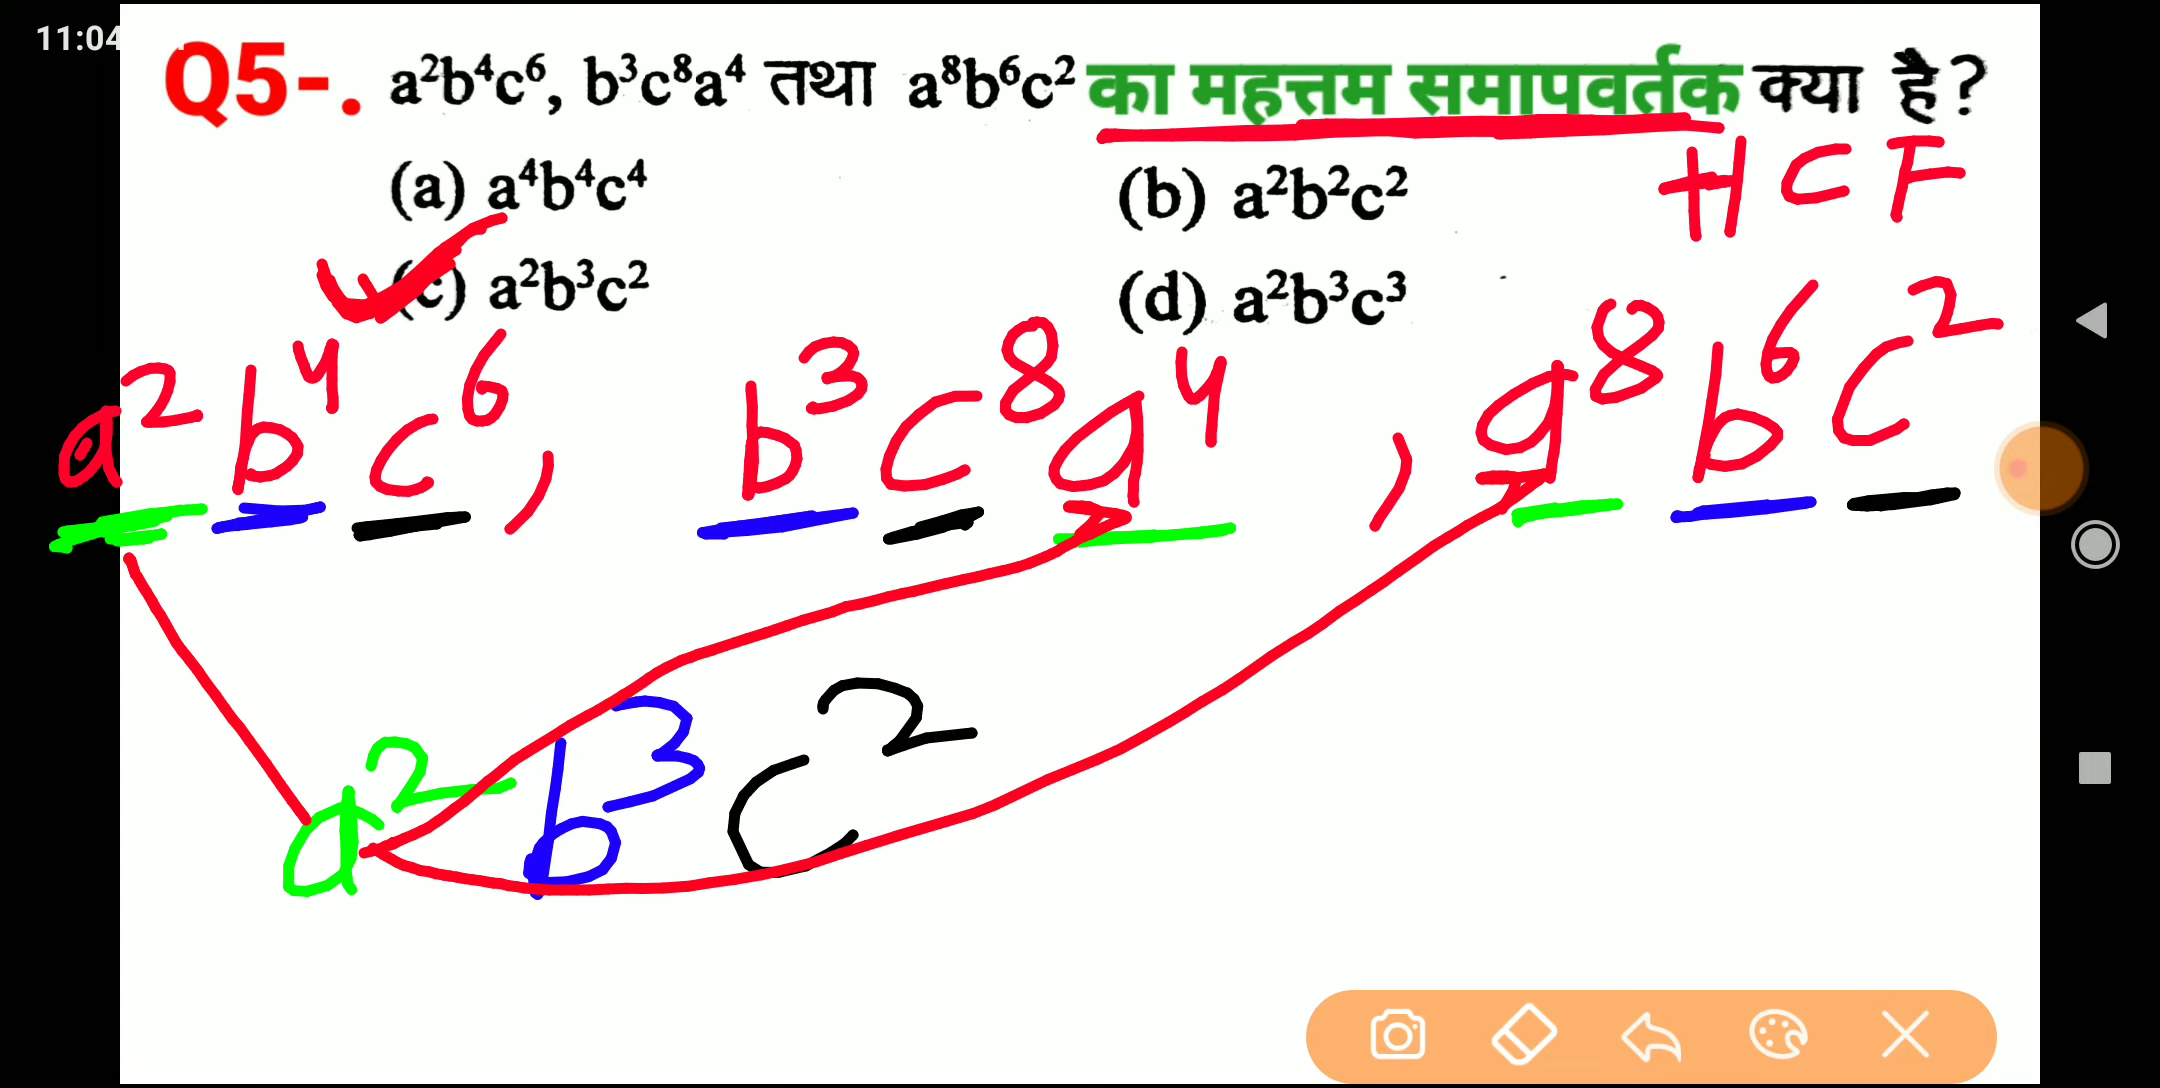 11:04
Q5-. a²b⁴c⁶, b³c⁸a⁴ तथा a⁸b⁶c² का महत्तम समापवर्तक क्या है?
HCF
(a) a⁴b⁴c⁴ (b) a²b²c²
(c) a²b³c² (d) a²b³c³
a²b⁴c⁶, b³c⁸a⁴, a⁸b⁶c²
a²b³c²